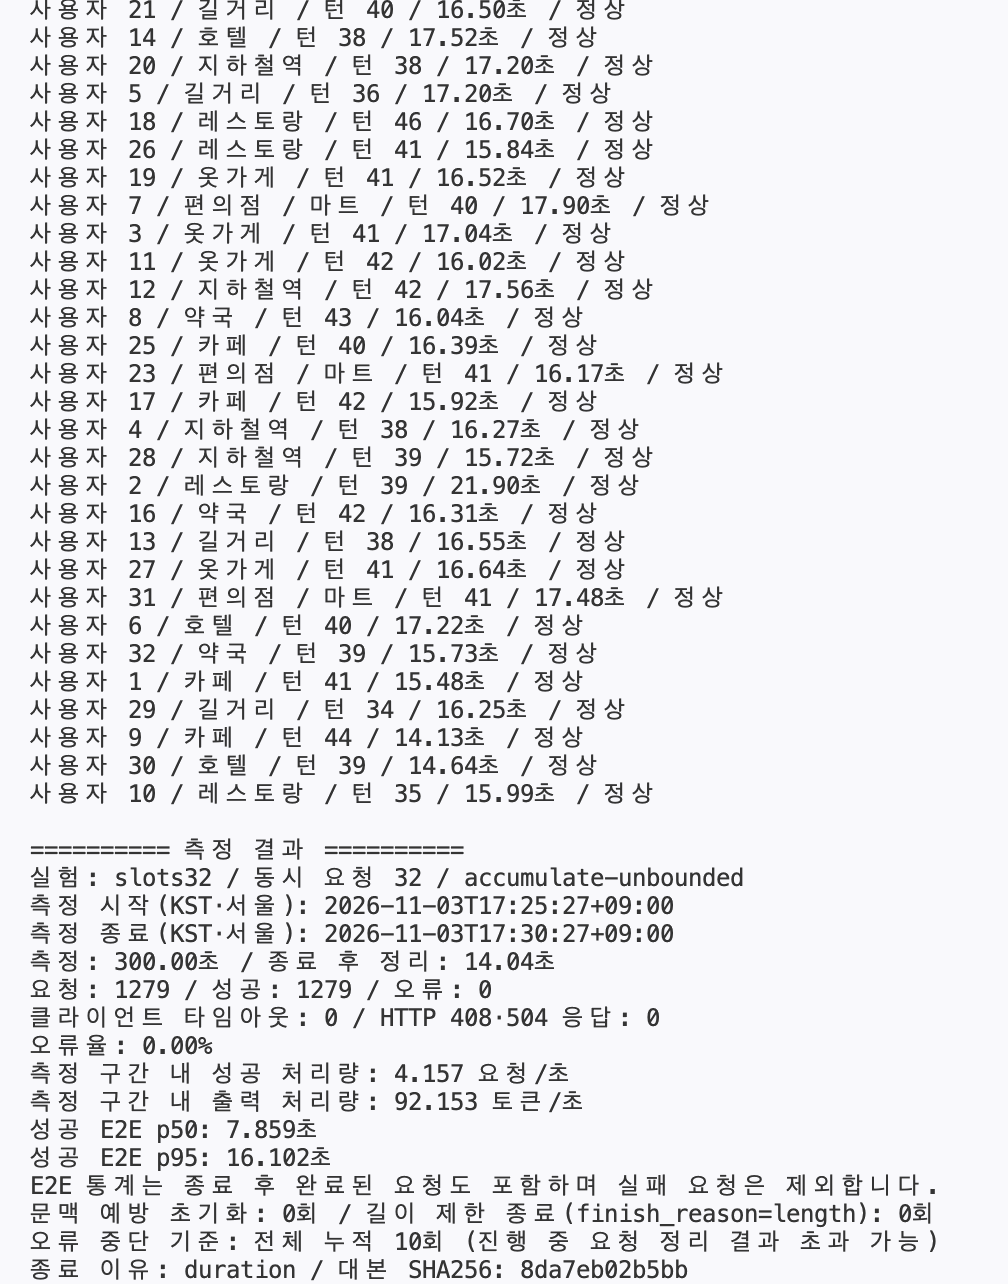 사용자 21 / 길거리 / 턴 40 / 16.50초 / 정상
사용자 14 / 호텔 / 턴 38 / 17.52초 / 정상
사용자 20 / 지하철역 / 턴 38 / 17.20초 / 정상
사용자 5 / 길거리 / 턴 36 / 17.20초 / 정상
사용자 18 / 레스토랑 / 턴 46 / 16.70초 / 정상
사용자 26 / 레스토랑 / 턴 41 / 15.84초 / 정상
사용자 19 / 옷가게 / 턴 41 / 16.52초 / 정상
사용자 7 / 편의점 / 마트 / 턴 40 / 17.90초 / 정상
사용자 3 / 옷가게 / 턴 41 / 17.04초 / 정상
사용자 11 / 옷가게 / 턴 42 / 16.02초 / 정상
사용자 12 / 지하철역 / 턴 42 / 17.56초 / 정상
사용자 8 / 약국 / 턴 43 / 16.04초 / 정상
사용자 25 / 카페 / 턴 40 / 16.39초 / 정상
사용자 23 / 편의점 / 마트 / 턴 41 / 16.17초 / 정상
사용자 17 / 카페 / 턴 42 / 15.92초 / 정상
사용자 4 / 지하철역 / 턴 38 / 16.27초 / 정상
사용자 28 / 지하철역 / 턴 39 / 15.72초 / 정상
사용자 2 / 레스토랑 / 턴 39 / 21.90초 / 정상
사용자 16 / 약국 / 턴 42 / 16.31초 / 정상
사용자 13 / 길거리 / 턴 38 / 16.55초 / 정상
사용자 27 / 옷가게 / 턴 41 / 16.64초 / 정상
사용자 31 / 편의점 / 마트 / 턴 41 / 17.48초 / 정상
사용자 6 / 호텔 / 턴 40 / 17.22초 / 정상
사용자 32 / 약국 / 턴 39 / 15.73초 / 정상
사용자 1 / 카페 / 턴 41 / 15.48초 / 정상
사용자 29 / 길거리 / 턴 34 / 16.25초 / 정상
사용자 9 / 카페 / 턴 44 / 14.13초 / 정상
사용자 30 / 호텔 / 턴 39 / 14.64초 / 정상
사용자 10 / 레스토랑 / 턴 35 / 15.99초 / 정상
========== 측정 결과 ==========
실험: slots32 / 동시 요청 32 / accumulate-unbounded
측정 시작(KST·서울): 2026-11-03T17:25:27+09:00
측정 종료(KST·서울): 2026-11-03T17:30:27+09:00
측정: 300.00초 / 종료 후 정리: 14.04초
요청: 1279 / 성공: 1279 / 오류: 0
클라이언트 타임아웃: 0 / HTTP 408·504 응답: 0
오류율: 0.00%
측정 구간 내 성공 처리량: 4.157 요청/초
측정 구간 내 출력 처리량: 92.153 토큰/초
성공 E2E p50: 7.859초
성공 E2E p95: 16.102초
E2E 통계는 종료 후 완료된 요청도 포함하며 실패 요청은 제외합니다.
문맥 예방 초기화: 0회 / 길이 제한 종료(finish_reason=length): 0회
오류 중단 기준: 전체 누적 10회 (진행 중 요청 정리 결과 초과 가능)
종료 이유: duration / 대본 SHA256: 8da7eb02b5bb